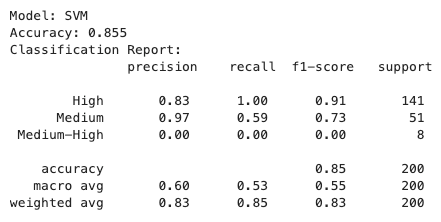 Model: SVM
Accuracy: 0.855
Classification Report:
precision recall f1-score support
High 0.83 1.00 0.91 141
Medium 0.97 0.59 0.73 51
Medium-High 0.00 0.00 0.00 8
accuracy 0.85 200
macro avg 0.60 0.53 0.55 200
weighted avg 0.83 0.85 0.83 200